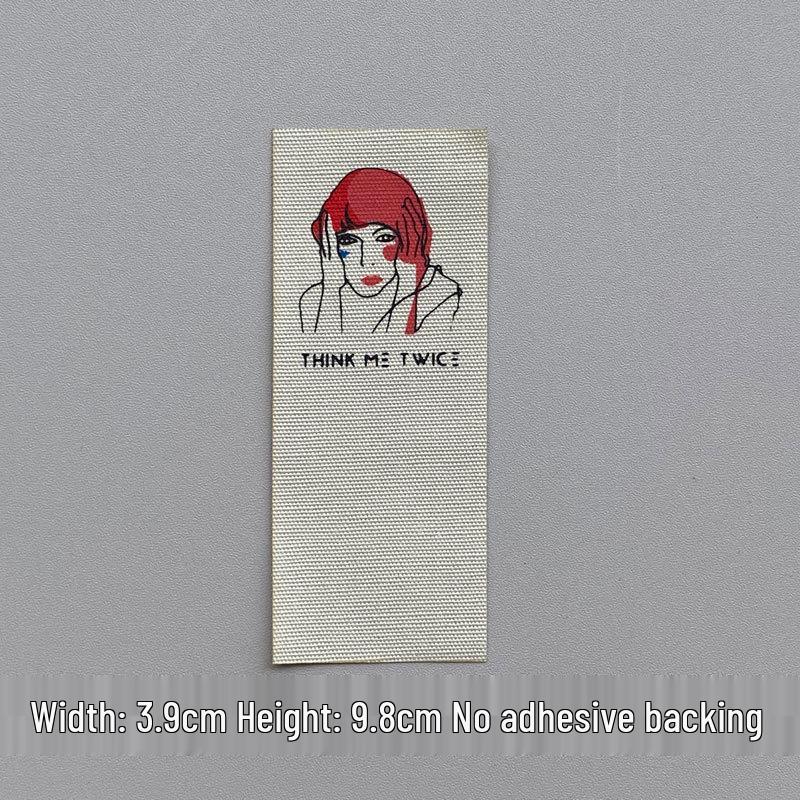 THINK ME TWICE
Width: 3.9cm Height: 9.8cm No adhesive backing